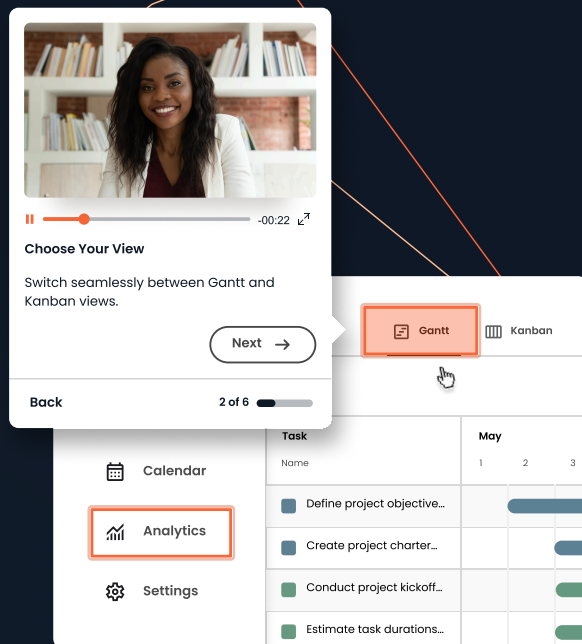 -00:22
Choose Your View
Switch seamlessly between Gantt and
Kanban views.
Next
Back
2 of 6
Gantt
Kanban
Calendar
Analytics
Settings
Task
May
Name
1
2
3
Define project objective...
Create project charter...
Conduct project kickoff...
Estimate task durations...